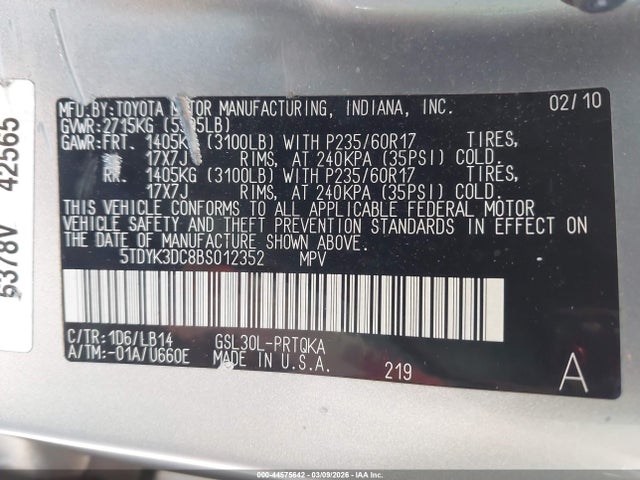 MFD.BY:TOYOTA MOTOR MANUFACTURING, INDIANA, INC. 02/10
GVWR:2715KG LB)
GAWR:FRT. 1405KG (3100LB) WITH P235/60R17 TIRES,
17X7J RIMS, AT 240KPA (35PSI) COLD.
RR. 1405KG (3100LB) WITH P235/60R17 TIRES,
17X7J RIMS, AT 240KPA (35PSI) COLD.
THIS VEHICLE CONFORMS TO ALL APPLICABLE FEDERAL MOTOR
VEHICLE SAFETY AND THEFT PREVENTION STANDARDS IN EFFECT ON
THE DATE OF MANUFACTURE SHOWN ABOVE.
5TDYK3DC8BS012352 MPV
C/TR:1D6/LB14 GSL30L-PRTQKA
A/TM:-01A/U660E MADE IN U.S.A. 219 A
5378V 42565
000-44575642 - 03/09/2026 - IAAI.COM